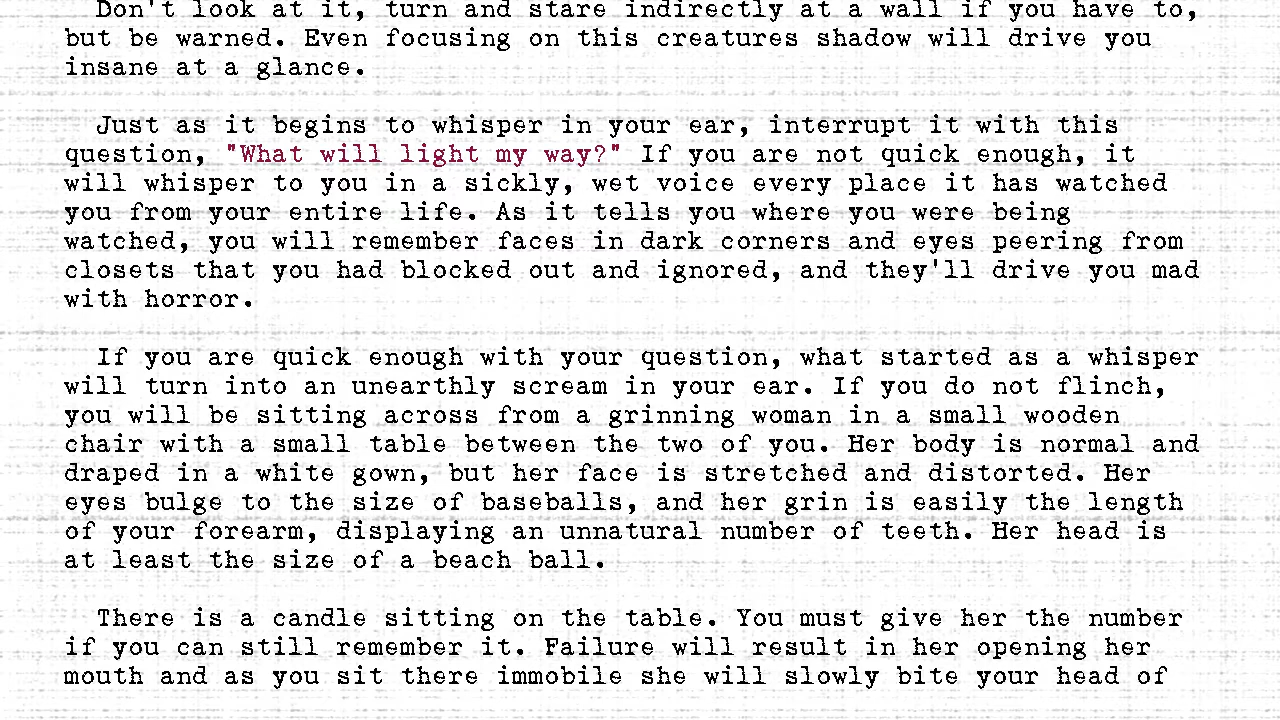 Don't look at it, turn and stare indirectly at a wall if you have to,
but be warned. Even focusing on this creatures shadow will drive you
insane at a glance.
Just as it begins to whisper in your ear, interrupt it with this
question, "What will light my way?" If you are not quick enough, it
will whisper to you in a sickly, wet voice every place it has watched
you from your entire life. As it tells you where you were being
watched, you will remember faces in dark corners and eyes peering from
closets that you had blocked out and ignored, and they'll drive you mad
with horror.
If you are quick enough with your question, what started as a whisper
will turn into an unearthly scream in your ear. If you do not flinch,
you will be sitting across from a grinning woman in a small wooden
chair with a small table between the two of you. Her body is normal and
draped in a white gown, but her face is stretched and distorted. Her
eyes bulge to the size of baseballs, and her grin is easily the length
of your forearm, displaying an unnatural number of teeth. Her head is
at least the size of a beach ball.
There is a candle sitting on the table. You must give her the number
if you can still remember it. Failure will result in her opening her
mouth and as you sit there immobile she will slowly bite your head of